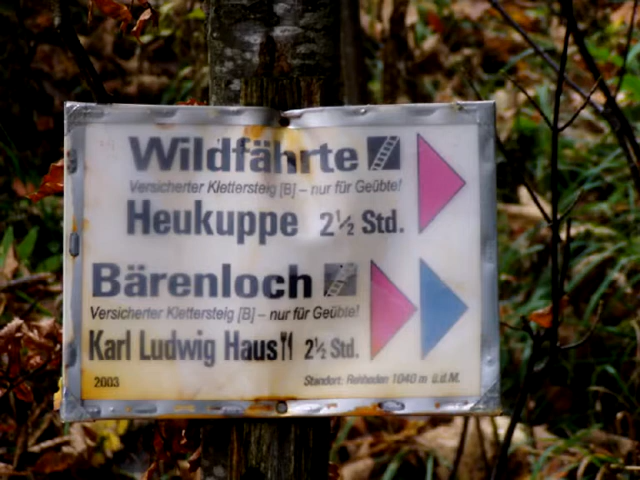 Wildfährte
Versicherter Klettersteig [B] – nur für Geübte!
Heukuppe 2½ Std.
Bärenloch
Versicherter Klettersteig [B] – nur für Geübte!
Karl Ludwig Haus 2½ Std.
2003 Standort: Rehboden 1040 m ü.d.M.